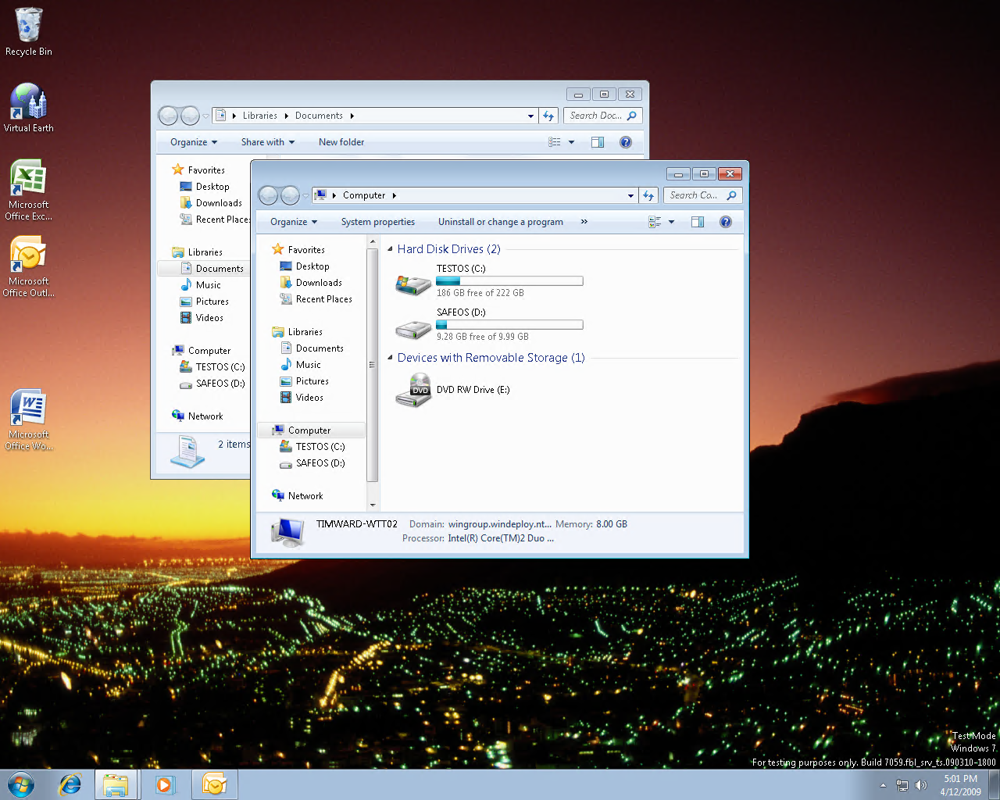 Recycle Bin
Virtual Earth
Microsoft
Office Exc...
Microsoft
Office Outl...
Microsoft
Office Wo...
Libraries
Documents
Search Doc...
Organize
Share with
New folder
Favorites
Desktop
Downloads
Recent Places
Libraries
Documents
Music
Pictures
Videos
Computer
TESTOS (C:)
SAFEOS (D:)
Network
2 items
Computer
Search Co...
Organize
System properties
Uninstall or change a program
»
Favorites
Desktop
Downloads
Recent Places
Libraries
Documents
Music
Pictures
Videos
Computer
TESTOS (C:)
SAFEOS (D:)
Network
Hard Disk Drives (2)
TESTOS (C:)
186 GB free of 222 GB
SAFEOS (D:)
9.28 GB free of 9.99 GB
Devices with Removable Storage (1)
DVD
DVD RW Drive (E:)
TIMWARD-WTT02 Domain: wingroup.windeploy.nt... Memory: 8.00 GB
Processor: Intel(R) Core(TM)2 Duo ...
Test Mode
Windows 7
For testing purposes only. Build 7059.fbl_srv_ts.090310-1800
5:01 PM
4/12/2009